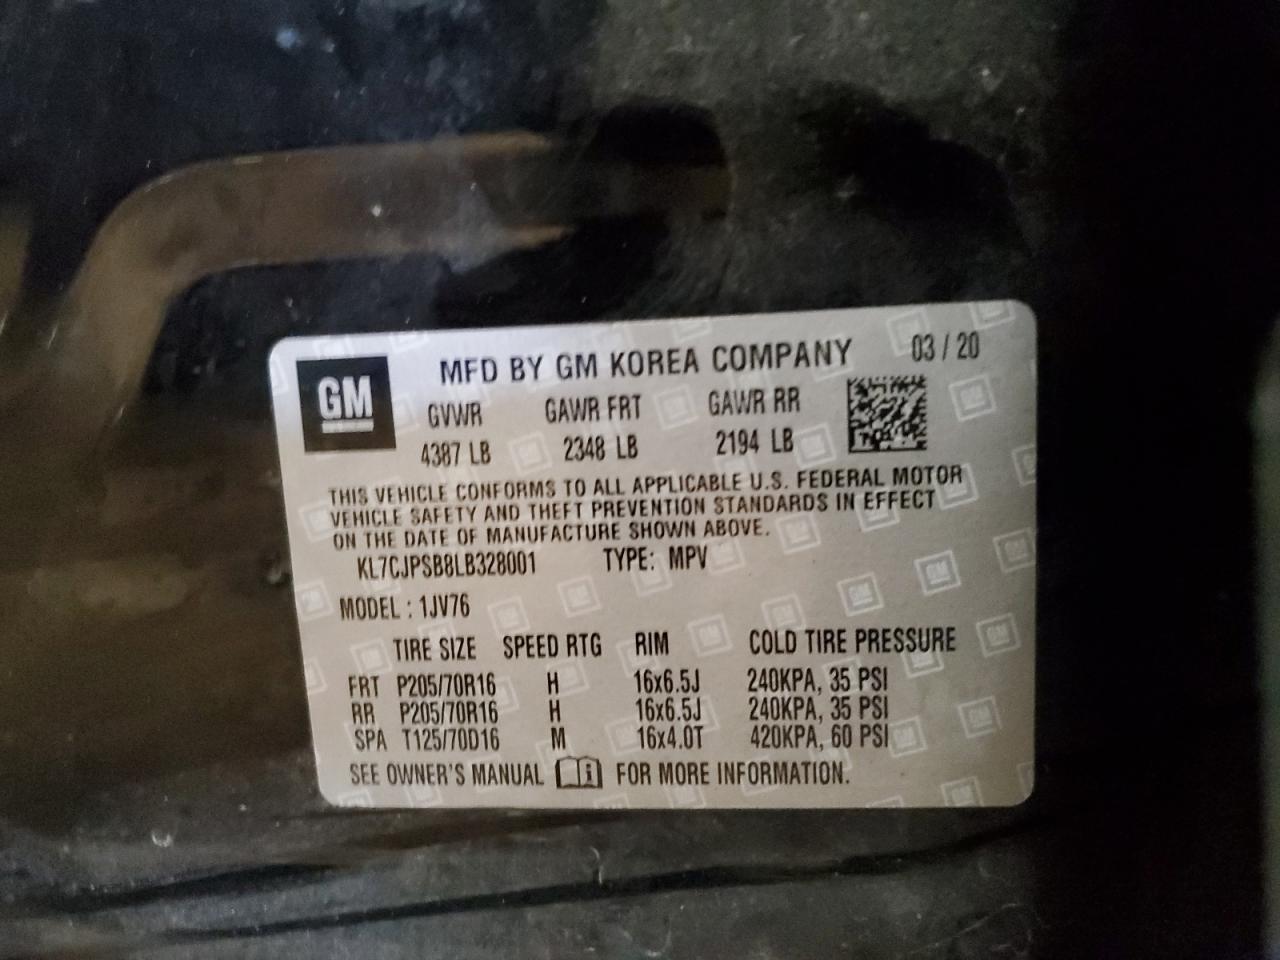 MFD BY GM KOREA COMPANY 03 / 20
GM
GVWR GAWR FRT GAWR RR
4387 LB 2348 LB 2194 LB
THIS VEHICLE CONFORMS TO ALL APPLICABLE U.S. FEDERAL MOTOR
VEHICLE SAFETY AND THEFT PREVENTION STANDARDS IN EFFECT
ON THE DATE OF MANUFACTURE SHOWN ABOVE.
KL7CJPSB8LB328001 TYPE: MPV
MODEL : 1JV76
TIRE SIZE SPEED RTG RIM COLD TIRE PRESSURE
FRT P205/70R16 H 16x6.5J 240KPA, 35 PSI
RR P205/70R16 H 16x6.5J 240KPA, 35 PSI
SPA T125/70D16 M 16x4.0T 420KPA, 60 PSI
SEE OWNER'S MANUAL FOR MORE INFORMATION.